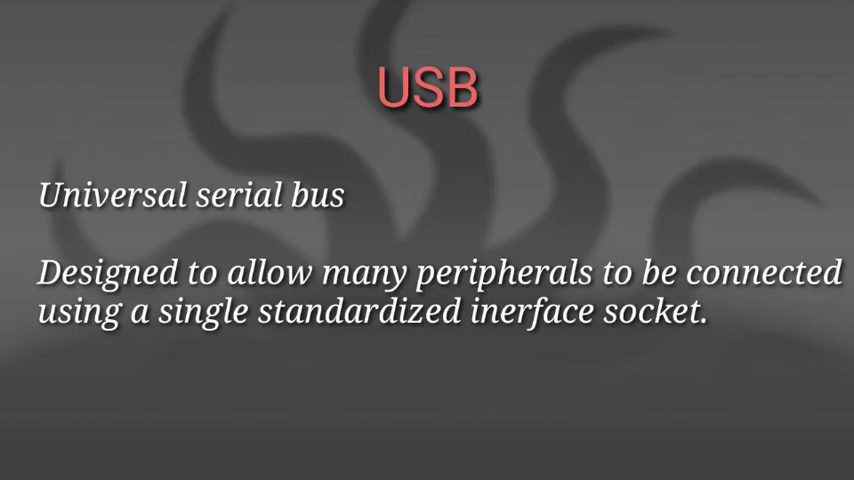 USB
Universal serial bus
Designed to allow many peripherals to be connected
using a single standardized inerface socket.